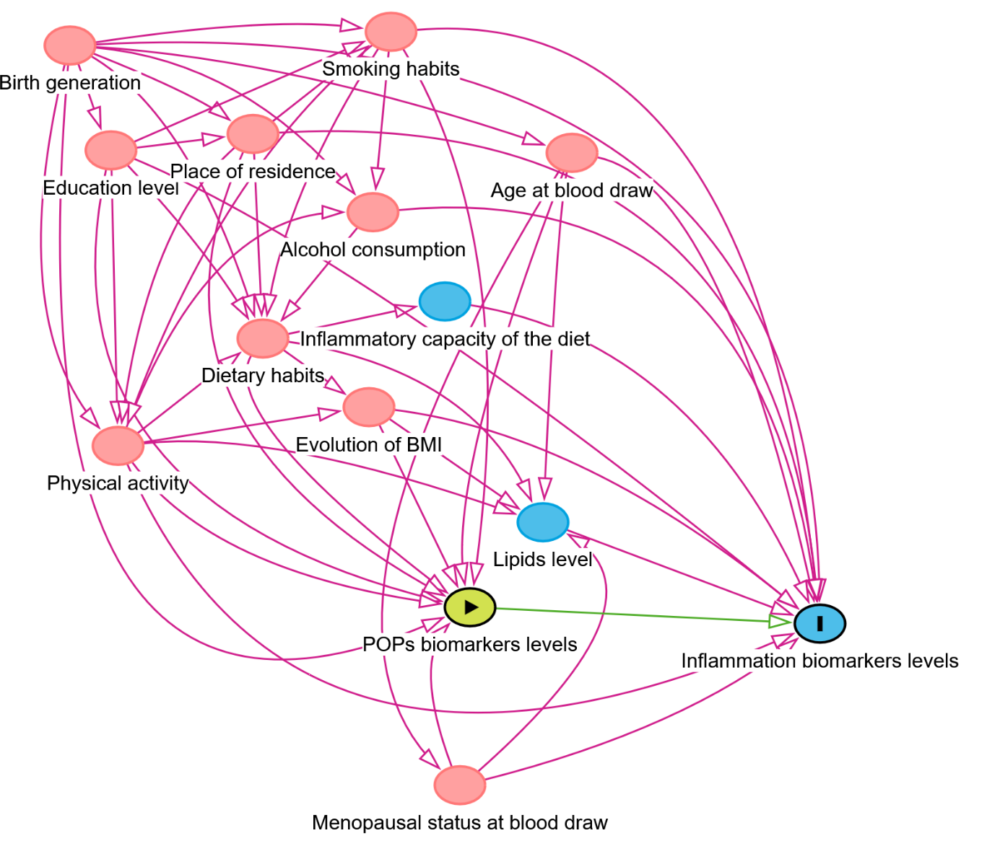 Smoking habits
Birth generation
Place of residence
Education level
Age at blood draw
Alcohol consumption
Inflammatory capacity of the diet
Dietary habits
Evolution of BMI
Physical activity
Lipids level
POPs biomarkers levels
Inflammation biomarkers levels
Menopausal status at blood draw